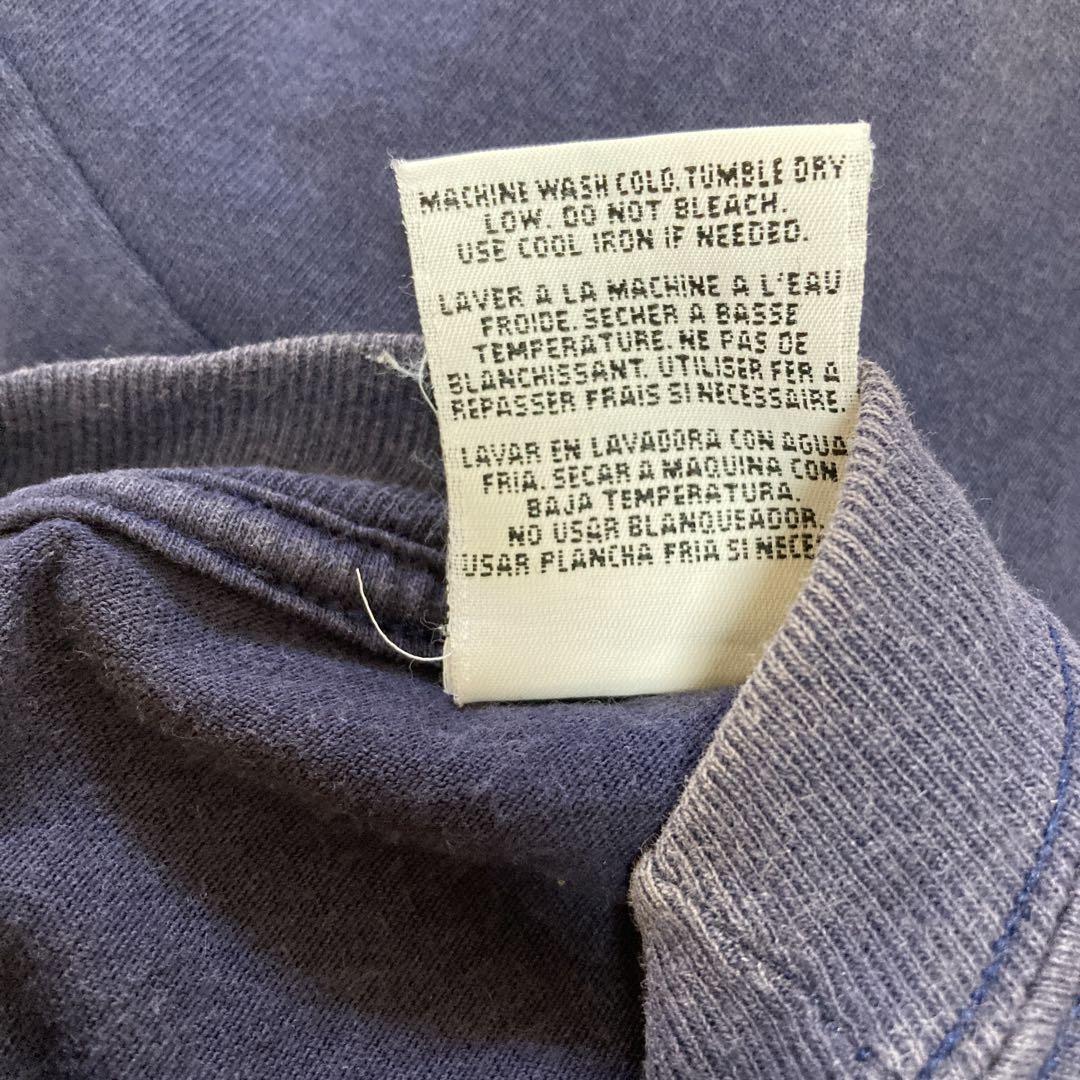 MACHINE WASH COLD. TUMBLE DRY
LOW. DO NOT BLEACH.
USE COOL IRON IF NEEDED.
LAVER A LA MACHINE A L'EAU
FROIDE. SECHER A BASSE
TEMPERATURE. NE PAS DE
BLANCHISSANT. UTILISER FER A
REPASSER FRAIS SI NECESSAIRE.
LAVAR EN LAVADORA CON AGUA
FRIA. SECAR A MAQUINA CON
BAJA TEMPERATURA.
NO USAR BLANQUEADOR.
USAR PLANCHA FRIA SI